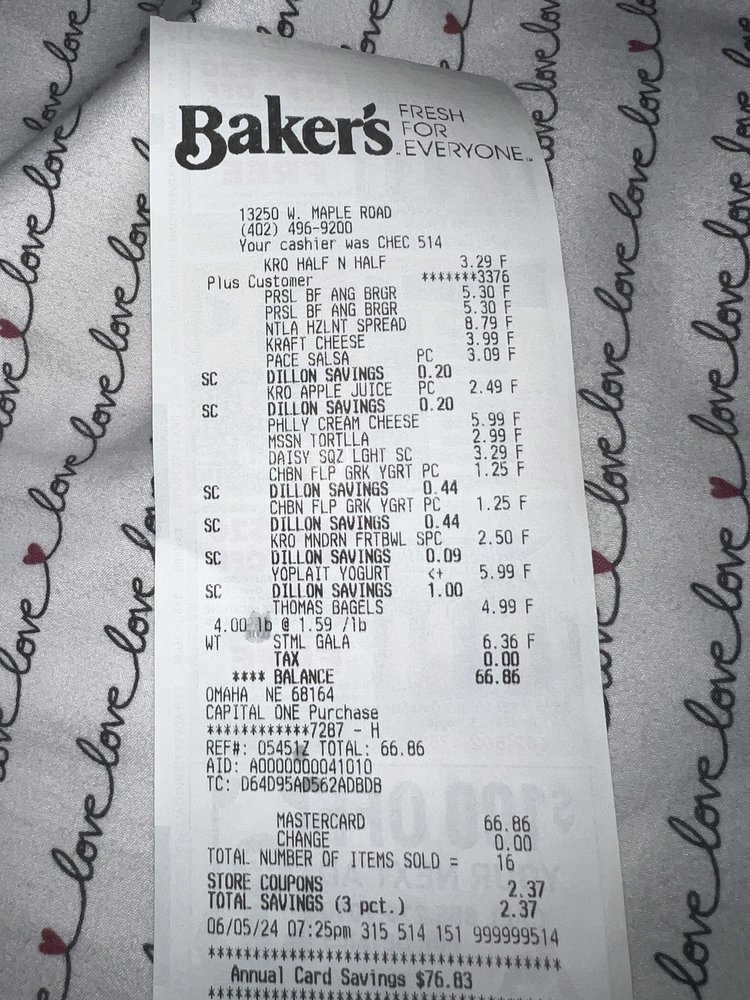 Baker's FRESH
FOR
EVERYONE™
13250 W. MAPLE ROAD
(402) 496-9200
Your cashier was CHEC 514
KRO HALF N HALF 3.29 F
Plus Customer *******3376
PRSL BF ANG BRGR 5.30 F
PRSL BF ANG BRGR 5.30 F
NTLA HZLNT SPREAD 8.79 F
KRAFT CHEESE 3.99 F
PACE SALSA PC 3.09 F
SC DILLON SAVINGS 0.20
KRO APPLE JUICE PC 2.49 F
SC DILLON SAVINGS 0.20
PHLLY CREAM CHEESE 5.99 F
MSSN TORTLLA 2.99 F
DAISY SQZ LGHT SC 3.29 F
CHBN FLP GRK YGRT PC 1.25 F
SC DILLON SAVINGS 0.44
CHBN FLP GRK YGRT PC 1.25 F
SC DILLON SAVINGS 0.44
KRO MNDRN FRTBWL SPC 2.50 F
SC DILLON SAVINGS 0.09
YOPLAIT YOGURT <+ 5.99 F
SC DILLON SAVINGS 1.00
THOMAS BAGELS 4.99 F
4.00 lb @ 1.59 /lb
WT STML GALA 6.36 F
TAX 0.00
**** BALANCE 66.86
OMAHA NE 68164
CAPITAL ONE Purchase
************7287 - H
REF#: 05451Z TOTAL: 66.86
AID: A0000000041010
TC: D64D95AD562ADBDB
MASTERCARD 66.86
CHANGE 0.00
TOTAL NUMBER OF ITEMS SOLD = 16
STORE COUPONS 2.37
TOTAL SAVINGS (3 pct.) 2.37
06/05/24 07:25pm 315 514 151 999999514
************************************
Annual Card Savings $76.83
************************************
love love love love love love